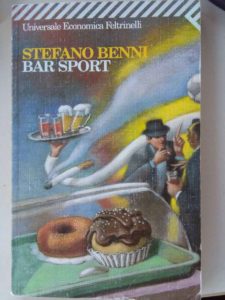 Universale Economica Feltrinelli
STEFANO BENNI
BAR SPORT